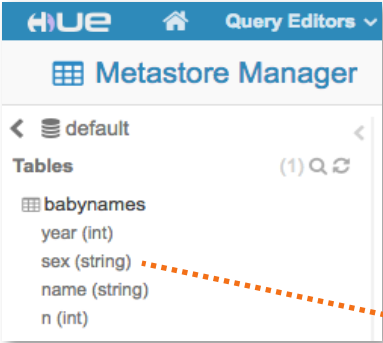 HUE Query Editors
Metastore Manager
default
Tables (1)
babynames
year (int)
sex (string)
name (string)
n (int)